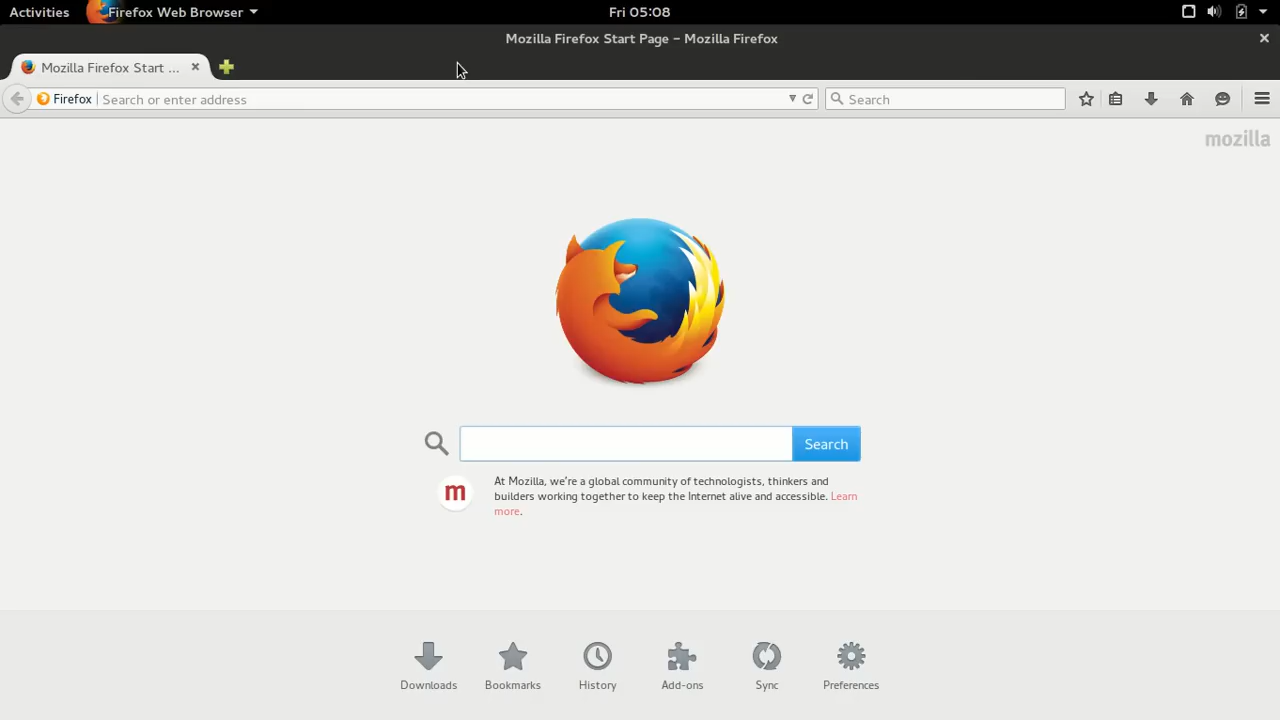 Activities Firefox Web Browser Fri 05:08
Mozilla Firefox Start Page – Mozilla Firefox
Mozilla Firefox Start ...
Firefox Search or enter address Search
mozilla
Search
m
At Mozilla, we're a global community of technologists, thinkers and
builders working together to keep the Internet alive and accessible. Learn
more.
Downloads Bookmarks History Add-ons Sync Preferences